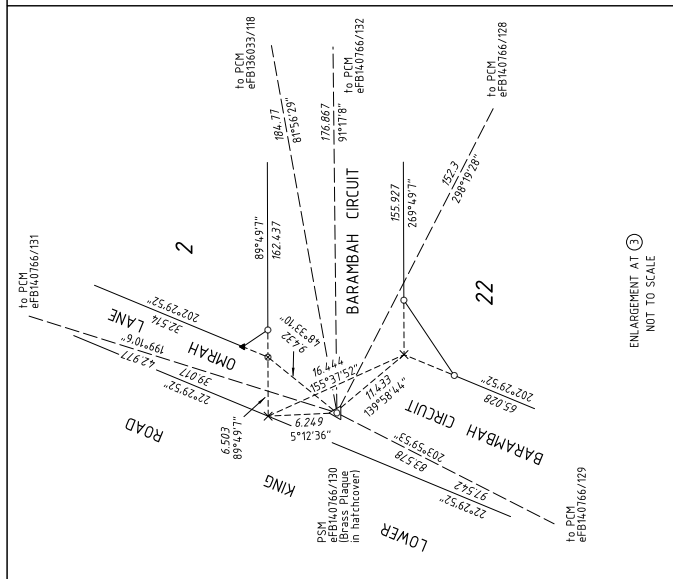 to PCM
eFB140766/131
to PCM
eFB136033/118
to PCM
eFB140766/132
to PCM
eFB140766/128
2
202°29'52"
32.514
OMRAH LANE
199°10'6"
39.017
42.977
22°29'52"
89°49'7"
162.437
184.77
81°56'29"
176.867
91°17'8"
BARAMBAH CIRCUIT
155.927
269°49'7"
152.3
298°19'28"
48°33'10"
9.432
16.444
155°37'52"
11.433
139°58'44"
6.503
89°49'7"
6.249
5°12'36"
22
ROAD
KING
LOWER
PSM
eFB140766/130
(Brass Plaque
in hatchcover)
BARAMBAH CIRCUIT
202°29'52"
65.028
203°59'53"
83.578
97.542
22°29'52"
to PCM
eFB140766/129
ENLARGEMENT AT 3
NOT TO SCALE